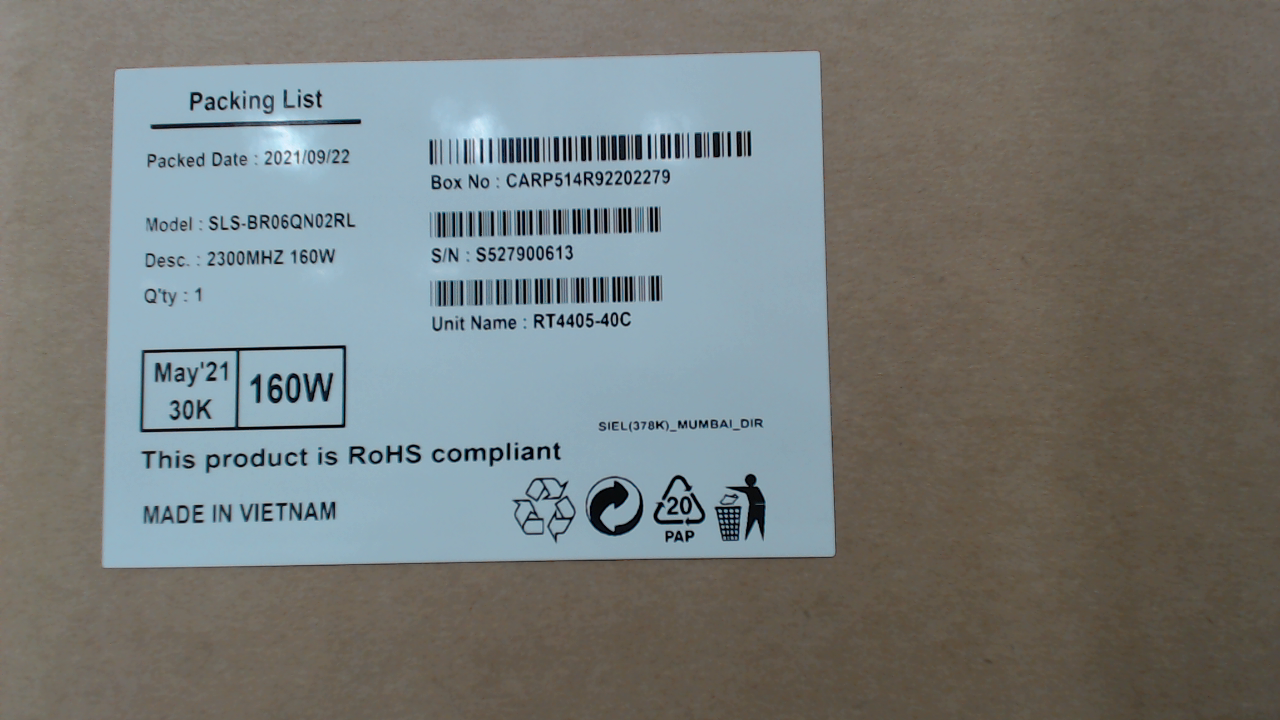 Packing List
Packed Date : 2021/09/22
Box No : CARP514R92202279
Model : SLS-BR06QN02RL
S/N : S527900613
Desc. : 2300MHZ 160W
Q'ty : 1
Unit Name : RT4405-40C
May'21
30K
160W
SIEL(378K)_MUMBAI_DIR
This product is RoHS compliant
MADE IN VIETNAM
20
PAP